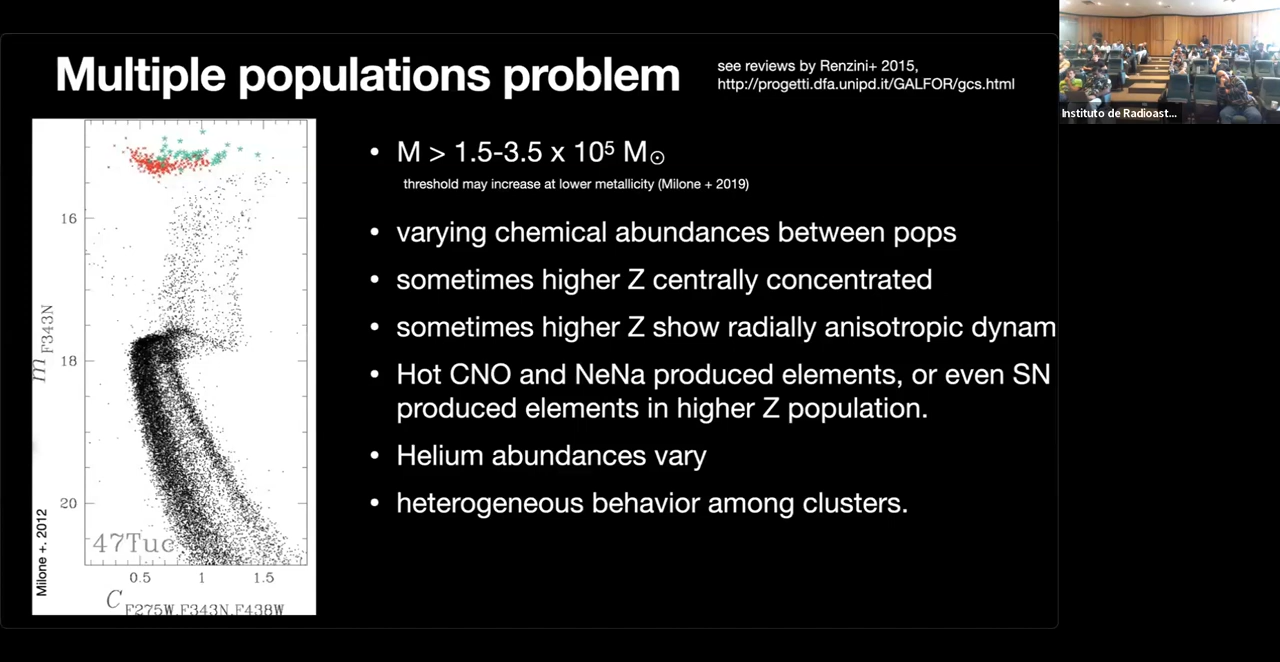 Multiple populations problem
see reviews by Renzini+ 2015,
http://progetti.dfa.unipd.it/GALFOR/gcs.html
Instituto de Radioast...
• M > 1.5-3.5 x 10⁵ M☉
threshold may increase at lower metallicity (Milone + 2019)
• varying chemical abundances between pops
• sometimes higher Z centrally concentrated
• sometimes higher Z show radially anisotropic dynam
• Hot CNO and NeNa produced elements, or even SN
produced elements in higher Z population.
• Helium abundances vary
• heterogeneous behavior among clusters.
16
18
20
m F343N
47Tuc
0.5 1 1.5
C F275W,F343N,F438W
Milone +. 2012